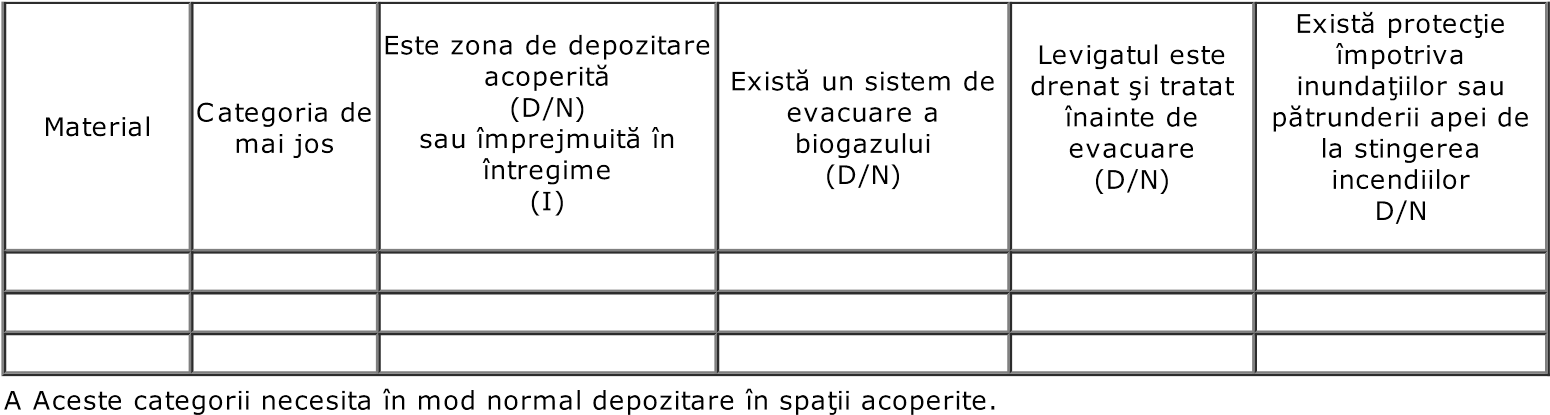 Material
Categoria de
mai jos
Este zona de depozitare
acoperită
(D/N)
sau împrejmuită în
întregime
(I)
Există un sistem de
evacuare a
biogazului
(D/N)
Levigatul este
drenat şi tratat
înainte de
evacuare
(D/N)
Există protecţie
împotriva
inundaţiilor sau
pătrunderii apei de
la stingerea
incendiilor
D/N
A Aceste categorii necesita în mod normal depozitare în spaţii acoperite.